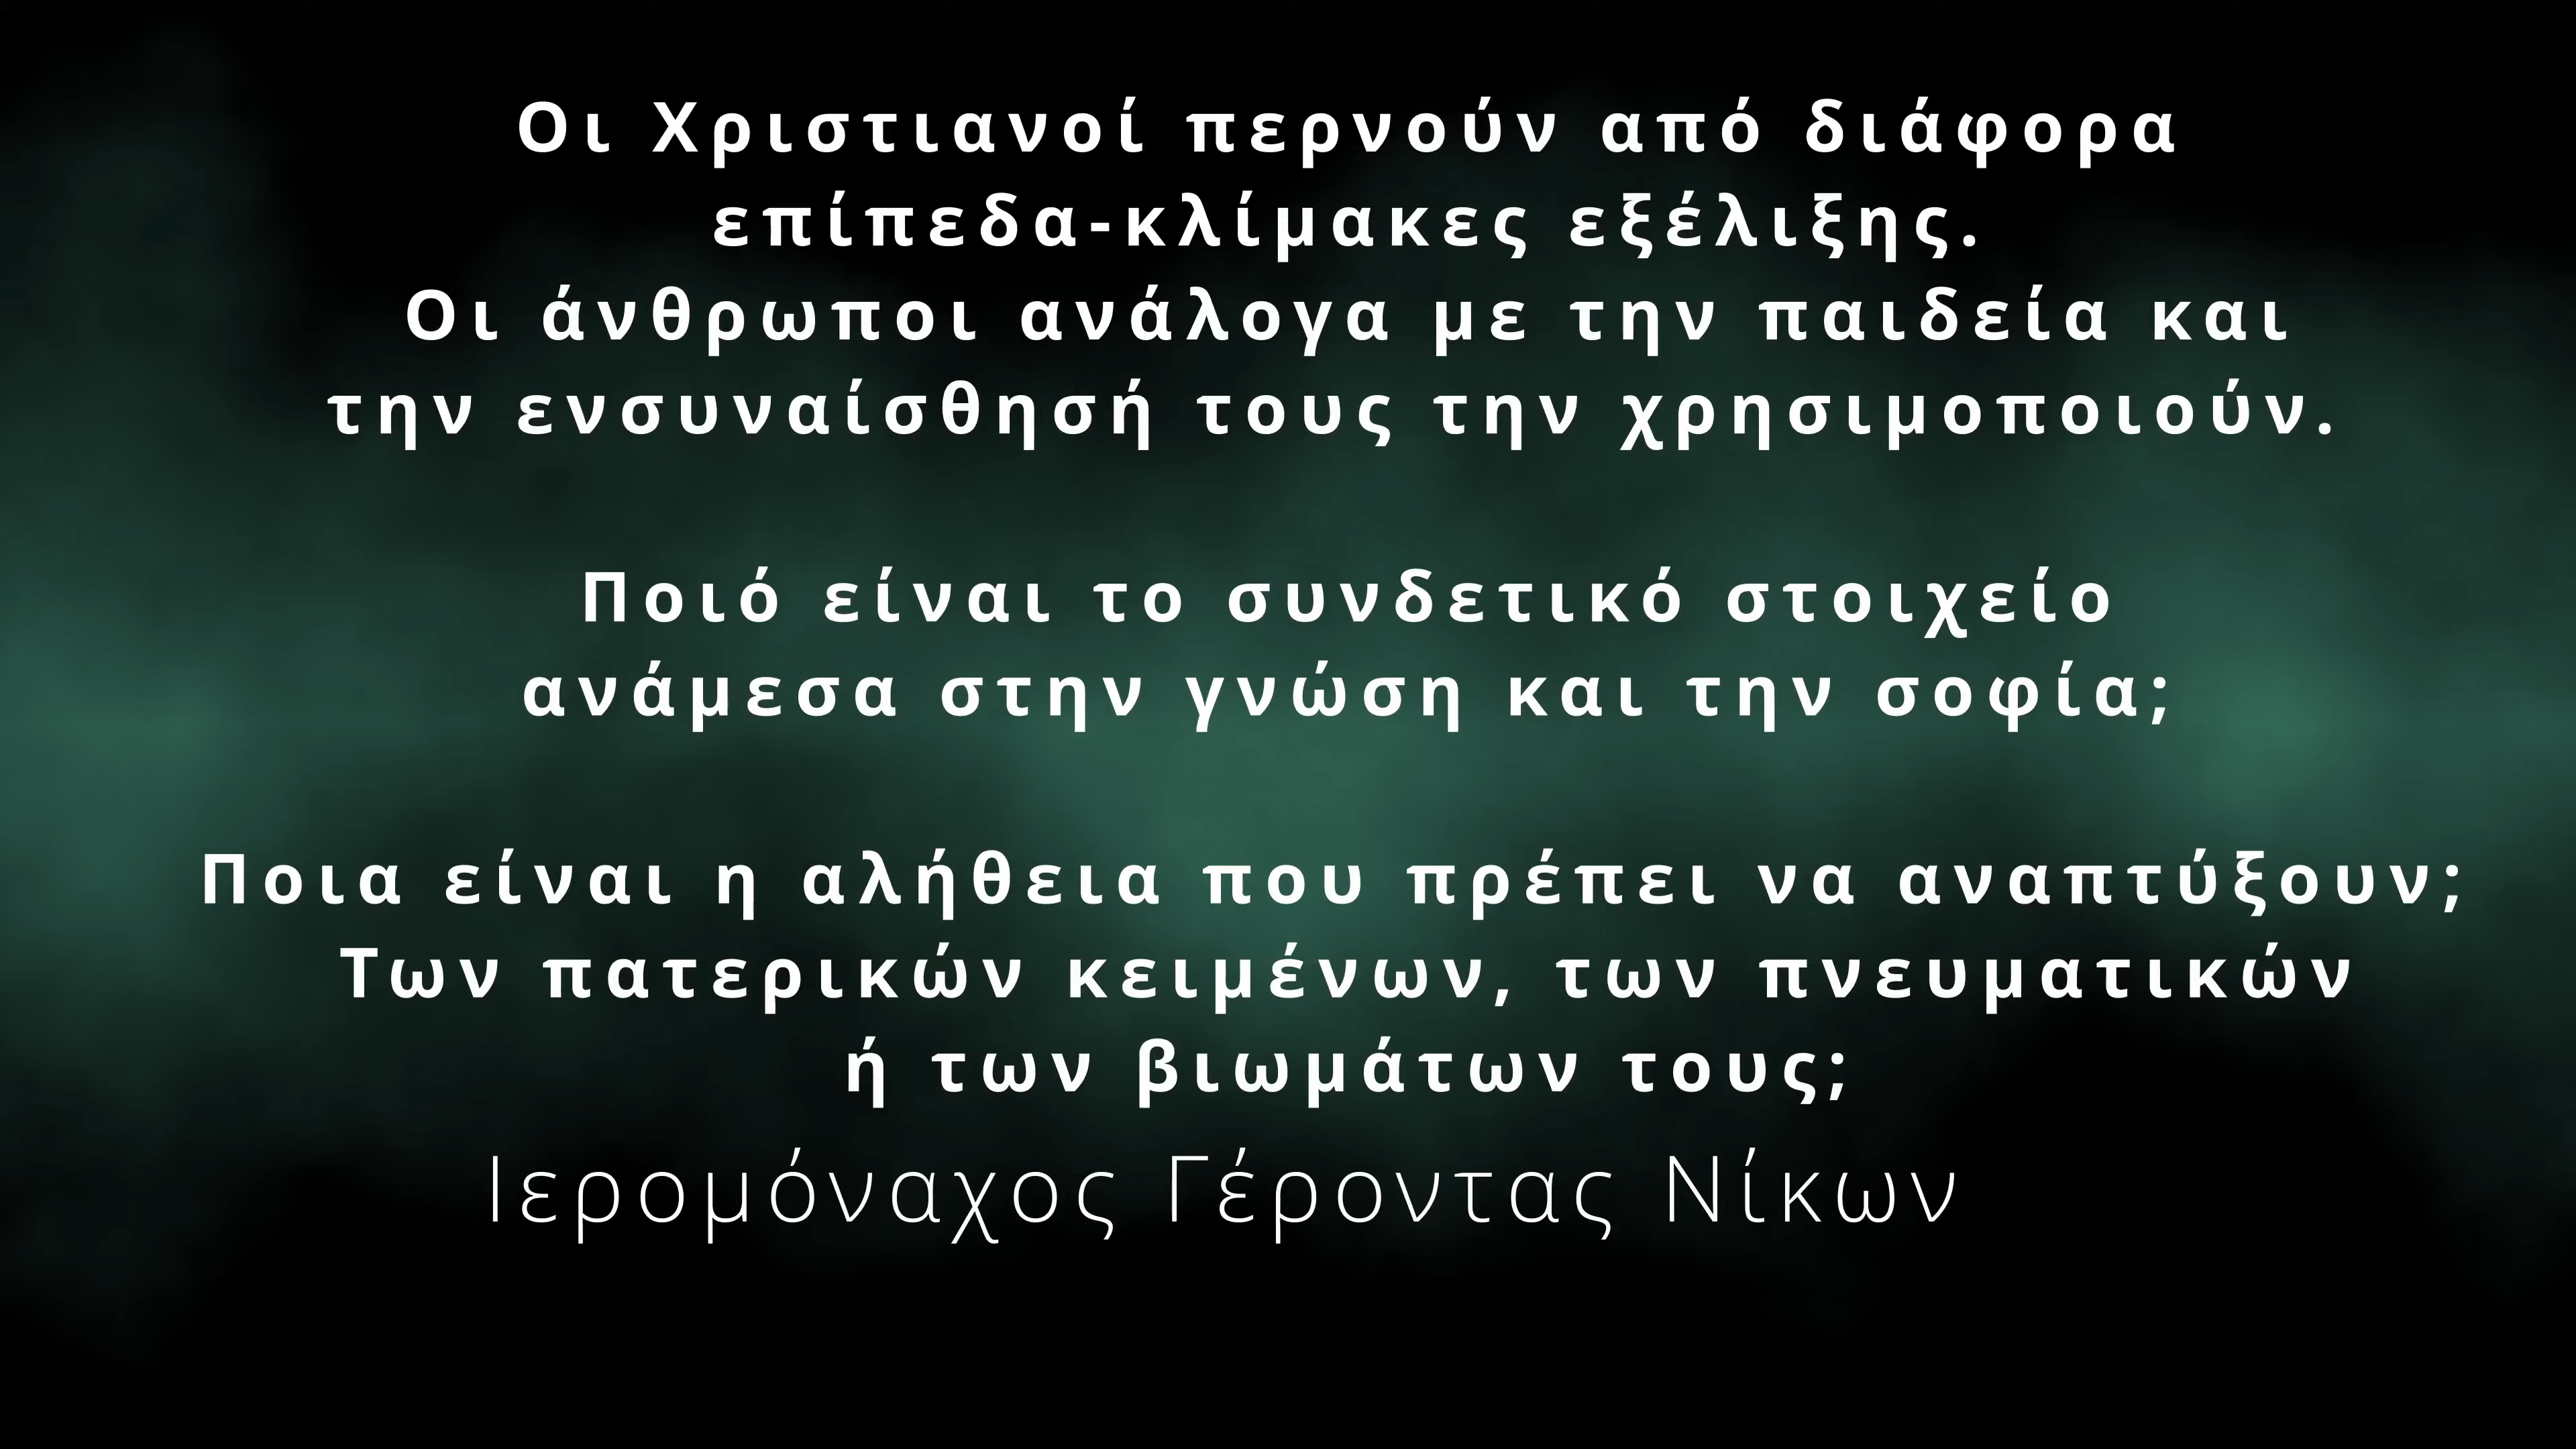 Οι Χριστιανοί περνούν από διάφορα
επίπεδα-κλίμακες εξέλιξης.
Οι άνθρωποι ανάλογα με την παιδεία και
την ενσυναίσθησή τους την χρησιμοποιούν.
Ποιό είναι το συνδετικό στοιχείο
ανάμεσα στην γνώση και την σοφία;
Ποια είναι η αλήθεια που πρέπει να αναπτύξουν;
Των πατερικών κειμένων, των πνευματικών
ή των βιωμάτων τους;
Ιερομόναχος Γέροντας Νίκων